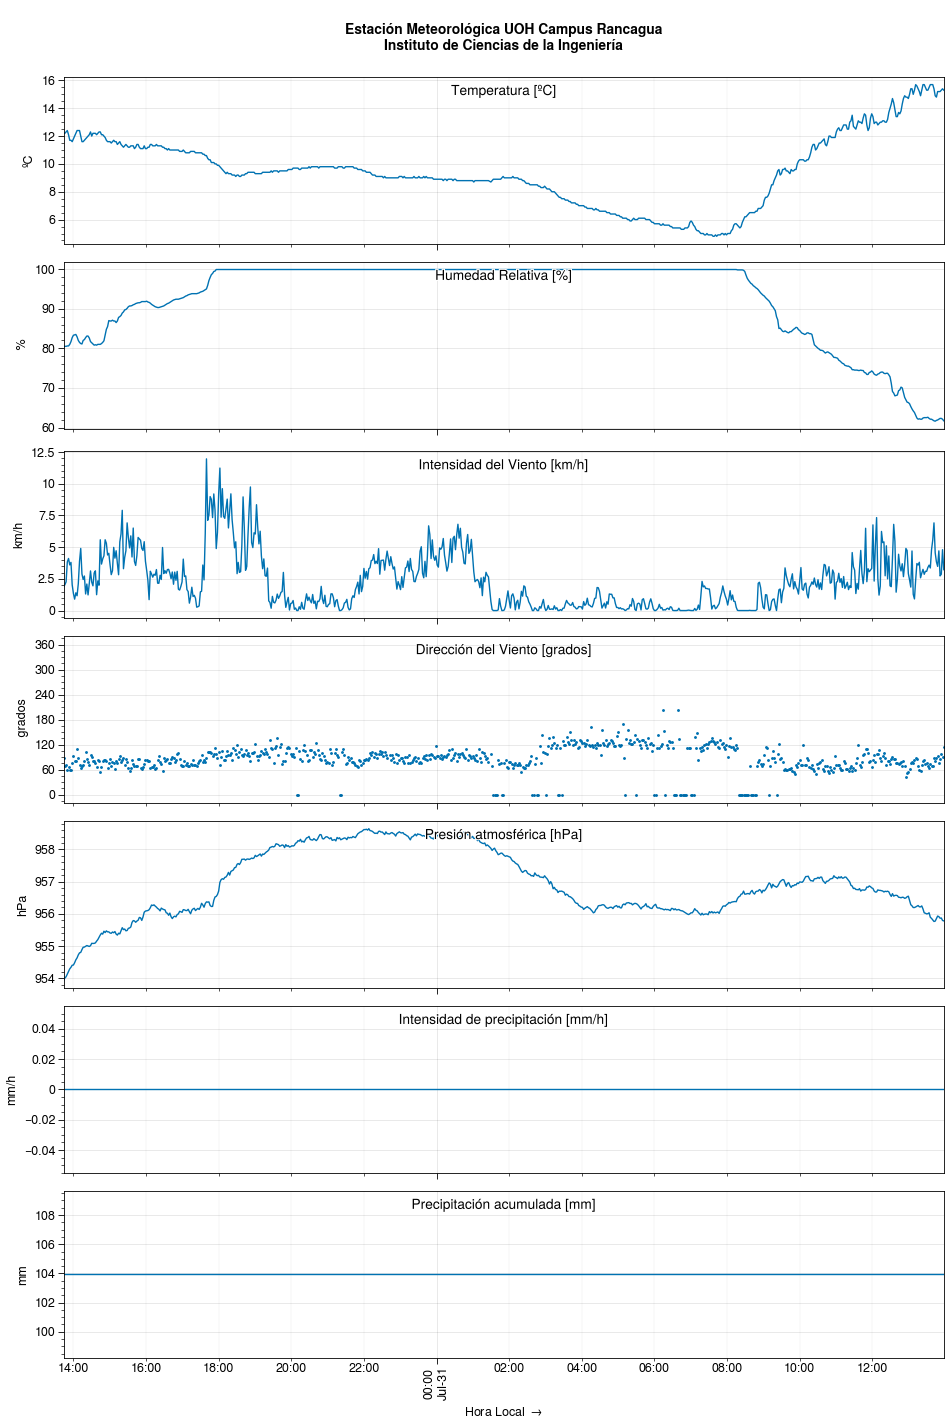 Estación Meteorológica UOH Campus Rancagua
Instituto de Ciencias de la Ingeniería
Temperatura [ºC]
ºC
16
14
12
10
8
6
Humedad Relativa [%]
%
100
90
80
70
60
Intensidad del Viento [km/h]
km/h
12.5
10
7.5
5
2.5
0
Dirección del Viento [grados]
grados
360
300
240
180
120
60
0
Presión atmosférica [hPa]
hPa
958
957
956
955
954
Intensidad de precipitación [mm/h]
mm/h
0.04
0.02
0
−0.02
−0.04
Precipitación acumulada [mm]
mm
108
106
104
102
100
14:00 16:00 18:00 20:00 22:00 00:00 02:00 04:00 06:00 08:00 10:00 12:00
Jul-31
Hora Local →